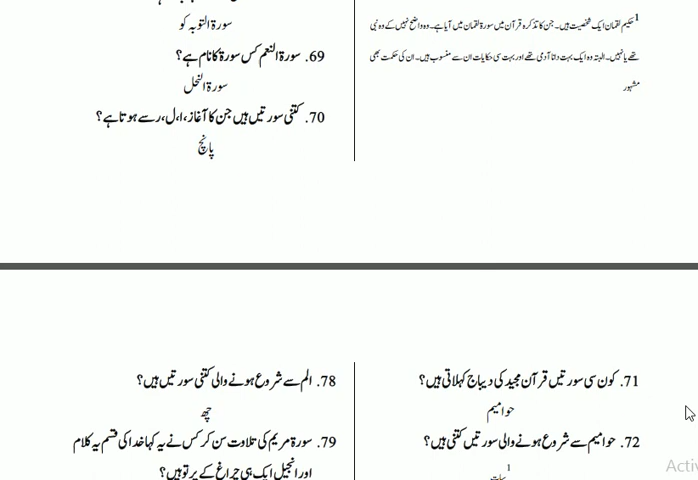 سورۃ التوبہ کو
69. سورۃ النعم کس سورۃ کا نام ہے؟
سورۃ النحل
70. کتنی سورتیں ہیں جن کا آغاز، ا، ل، ر سے ہوتا ہے؟
پانچ
1 حکیم لقمان ایک شخصیت ہیں۔ جن کا تذکرہ قرآن میں سورۃ لقمان میں آیا ہے۔ وہ واضح نہیں کے وہ نبی
تھے یا نہیں۔ البتہ وہ ایک بہت دانا آدمی تھے اور بہت سی حکایات ان سے منسوب ہیں۔ ان کی حکمت بھی
مشہور
71. کون سی سورتیں قرآن مجید کی دیباج کہلاتی ہیں؟
حوامیم
72. حوامیم سے شروع ہونے والی سورتیں کتنی ہیں؟
سات 1
78. الم سے شروع ہونے والی کتنی سورتیں ہیں؟
چھ
79. سورۃ مریم کی تلاوت سن کر کس نے یہ کہا خدا کی قسم یہ کلام
اور انجیل ایک ہی چراغ کے پر تو ہیں؟
Activ